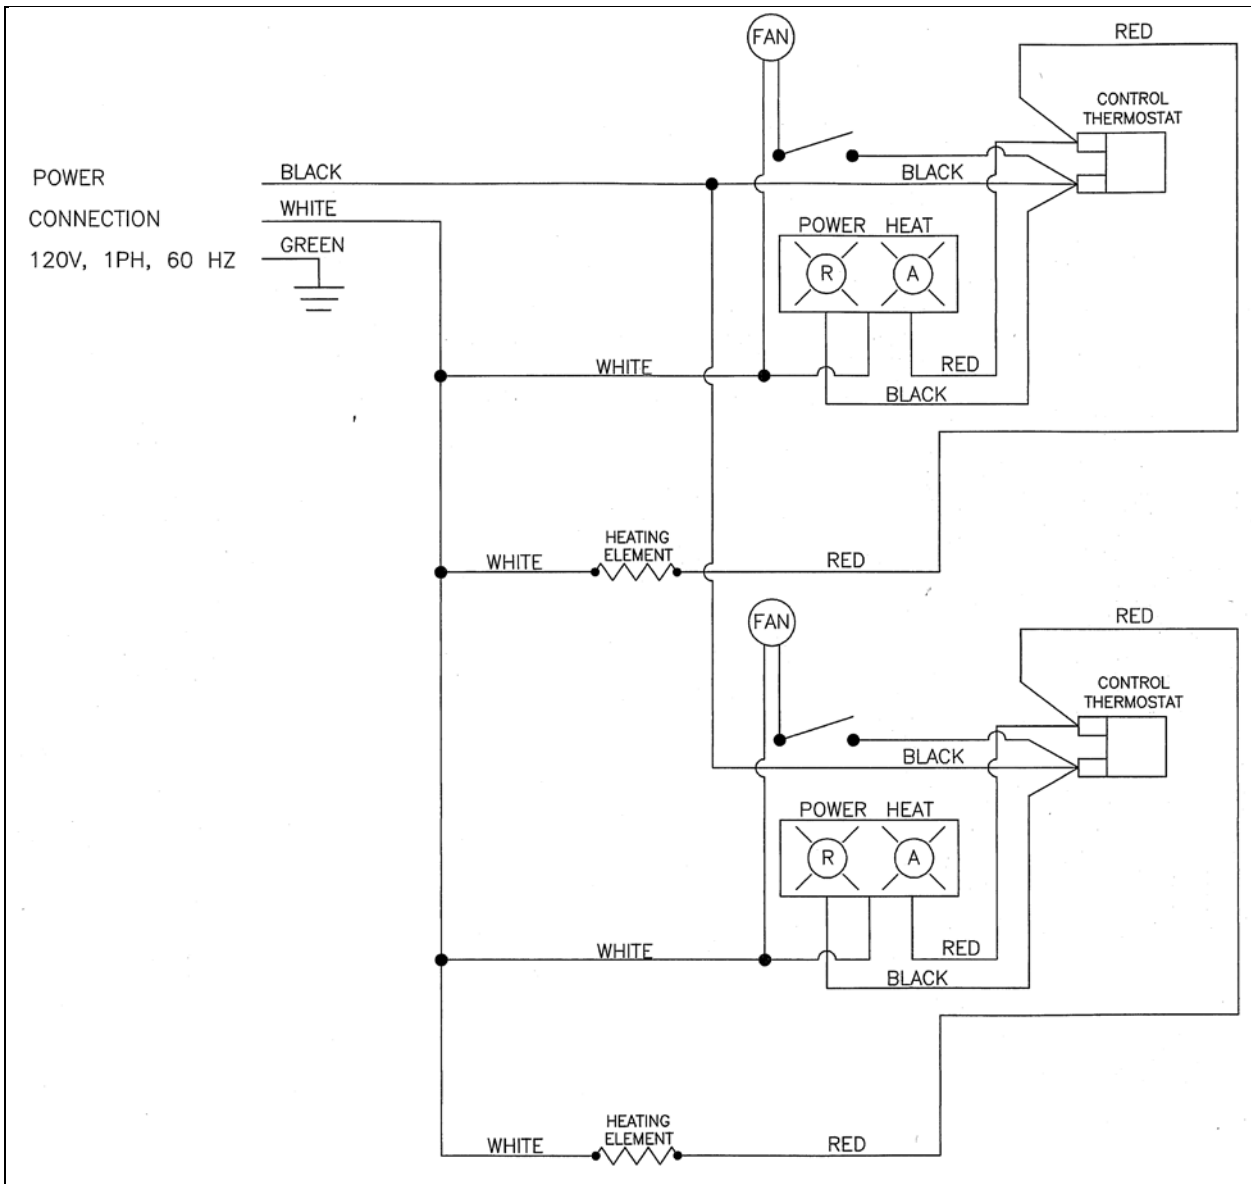 FAN
RED
CONTROL
THERMOSTAT
POWER
BLACK
BLACK
CONNECTION
WHITE
120V, 1PH, 60 HZ
GREEN
POWER HEAT
R
A
WHITE
RED
BLACK
HEATING
ELEMENT
WHITE
RED
FAN
RED
CONTROL
THERMOSTAT
BLACK
POWER HEAT
R
A
WHITE
RED
BLACK
HEATING
ELEMENT
WHITE
RED